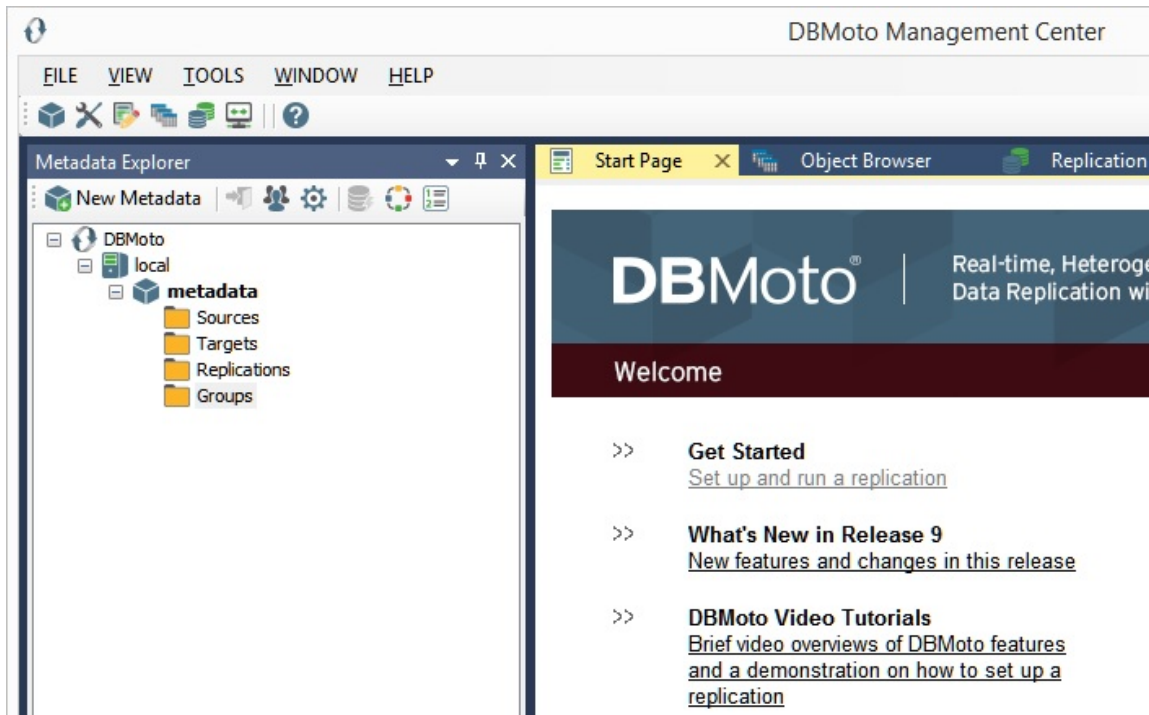 DBMoto Management Center
FILE VIEW TOOLS WINDOW HELP
Metadata Explorer
New Metadata
DBMoto
local
metadata
Sources
Targets
Replications
Groups
Start Page Object Browser Replication
DBMoto®
Real-time, Heteroge
Data Replication wi
Welcome
>> Get Started
Set up and run a replication
>> What's New in Release 9
New features and changes in this release
>> DBMoto Video Tutorials
Brief video overviews of DBMoto features
and a demonstration on how to set up a
replication